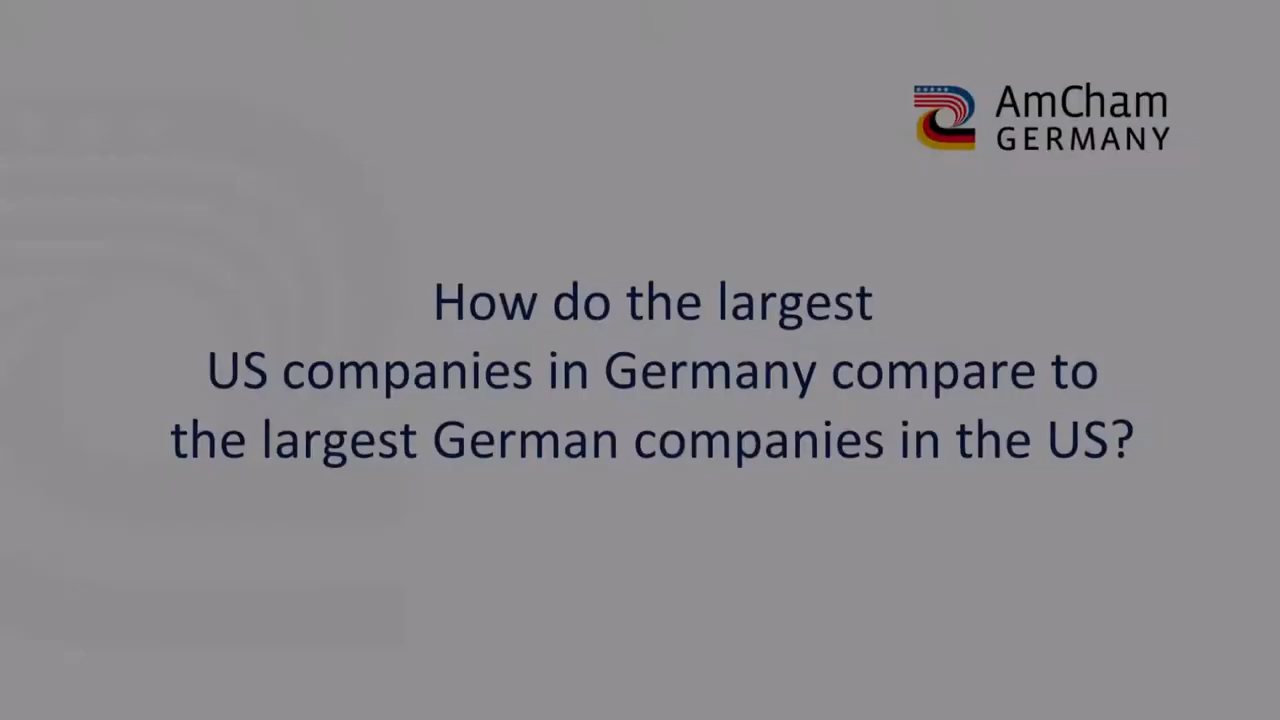 AmCham
GERMANY
How do the largest
US companies in Germany compare to
the largest German companies in the US?